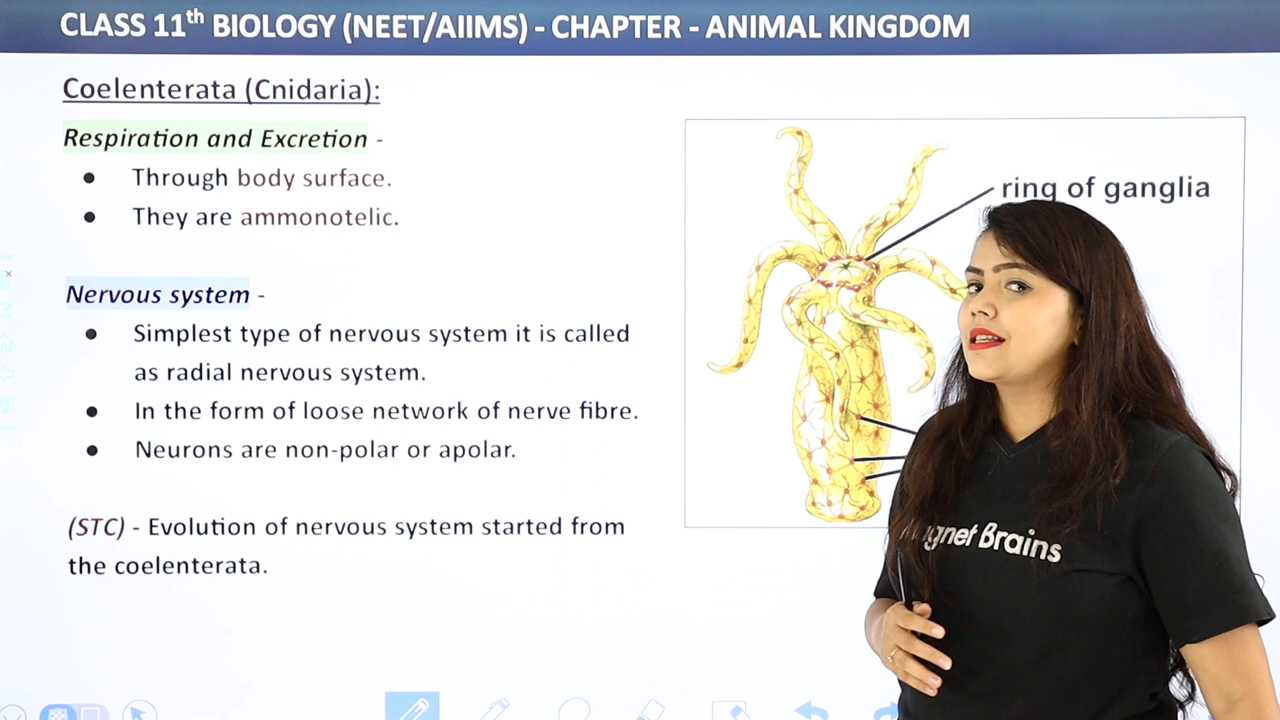 CLASS 11th BIOLOGY (NEET/AIIMS) - CHAPTER - ANIMAL KINGDOM
Coelenterata (Cnidaria):
Respiration and Excretion -
● Through body surface.
● They are ammonotelic.
Nervous system -
● Simplest type of nervous system it is called
as radial nervous system.
● In the form of loose network of nerve fibre.
● Neurons are non-polar or apolar.
(STC) - Evolution of nervous system started from
the coelenterata.
ring of ganglia
Brains